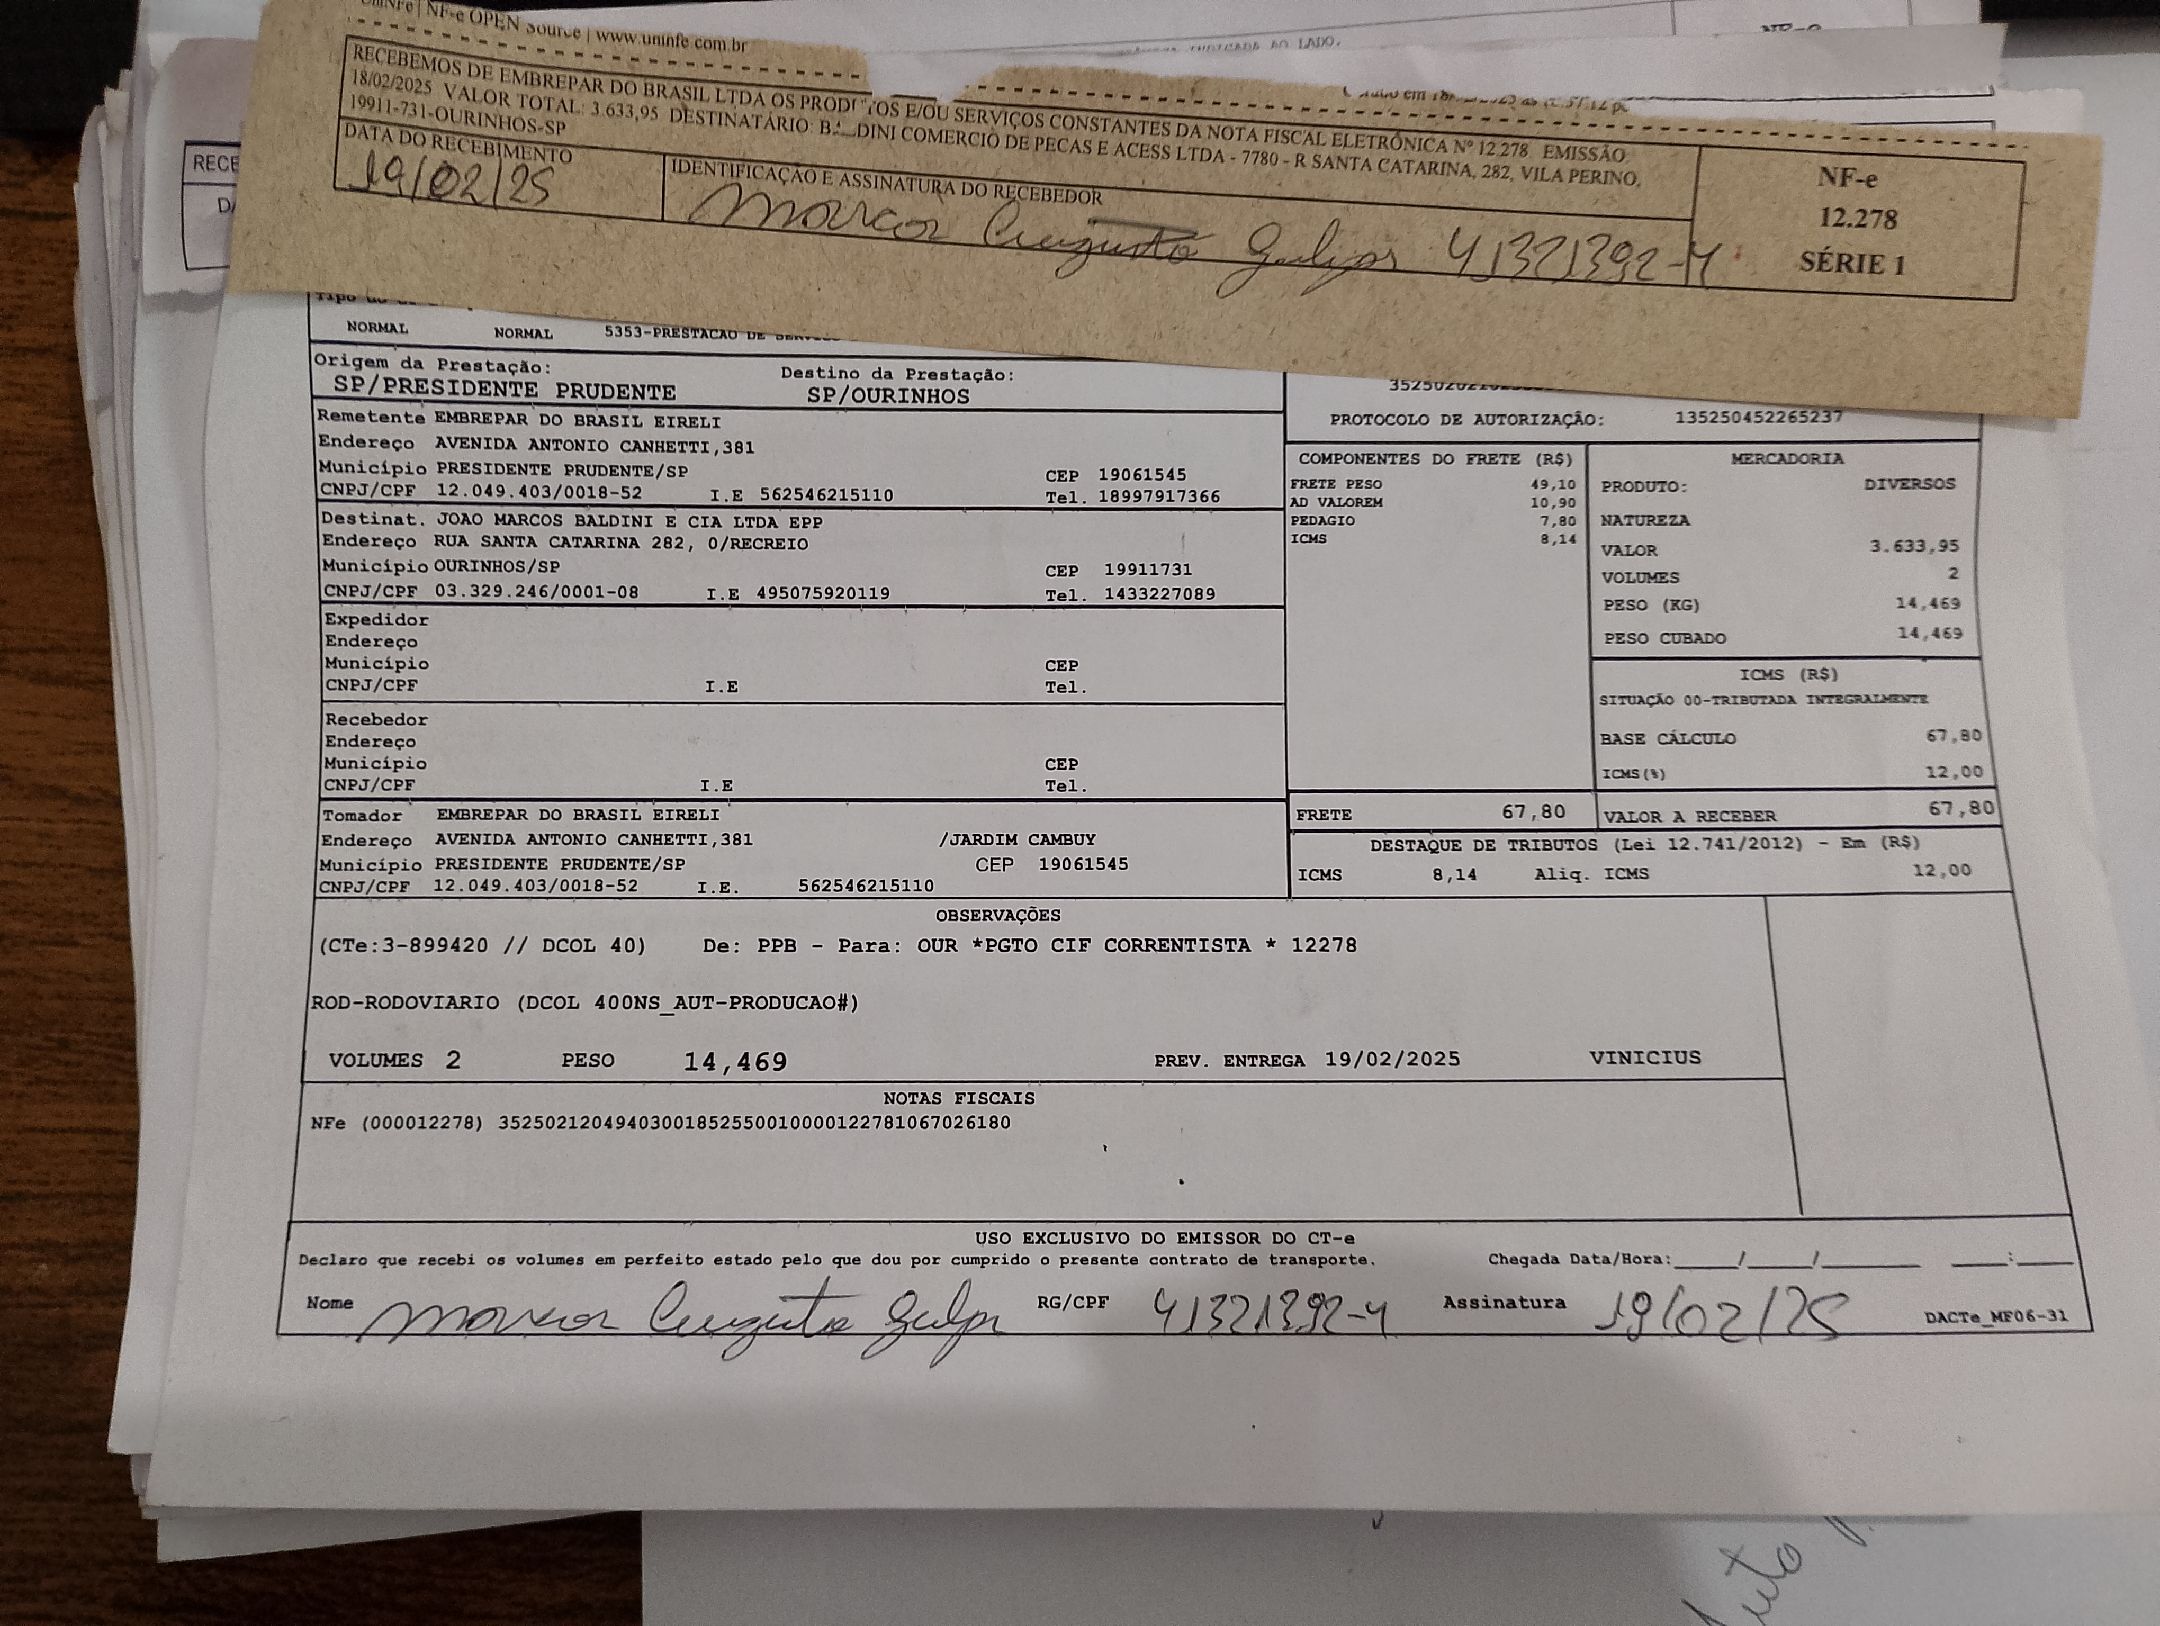 UniNFe | NF-e OPEN Source | www.uninfe.com.br
INDICADA AO LADO.
NF-e
RECEBEMOS DE EMBREPAR DO BRASIL LTDA OS PRODUTOS E/OU SERVIÇOS CONSTANTES DA NOTA FISCAL ELETRÔNICA Nº 12.278 EMISSÃO:
18/02/2025 VALOR TOTAL: 3.633,95 DESTINATÁRIO: BALDINI COMERCIO DE PECAS E ACESS LTDA - 7780 - R SANTA CATARINA, 282, VILA PERINO,
19911-731-OURINHOS-SP
DATA DO RECEBIMENTO
IDENTIFICAÇÃO E ASSINATURA DO RECEBEDOR
NF-e
12.278
SÉRIE 1
19/02/25
Marcos Augusto 41321392-4
RECE
NORMAL NORMAL 5353-PRESTACAO DE
Origem da Prestação: Destino da Prestação:
SP/PRESIDENTE PRUDENTE SP/OURINHOS
PROTOCOLO DE AUTORIZAÇÃO: 135250452265237
Remetente EMBREPAR DO BRASIL EIRELI
Endereço AVENIDA ANTONIO CANHETTI,381
Município PRESIDENTE PRUDENTE/SP CEP 19061545
CNPJ/CPF 12.049.403/0018-52 I.E 562546215110 Tel. 18997917366
Destinat. JOAO MARCOS BALDINI E CIA LTDA EPP
Endereço RUA SANTA CATARINA 282, 0/RECREIO
Município OURINHOS/SP CEP 19911731
CNPJ/CPF 03.329.246/0001-08 I.E 495075920119 Tel. 1433227089
Expedidor
Endereço
Município CEP
CNPJ/CPF I.E Tel.
Recebedor
Endereço
Município CEP
CNPJ/CPF I.E Tel.
Tomador EMBREPAR DO BRASIL EIRELI
Endereço AVENIDA ANTONIO CANHETTI,381 /JARDIM CAMBUY
Município PRESIDENTE PRUDENTE/SP CEP 19061545
CNPJ/CPF 12.049.403/0018-52 I.E. 562546215110
COMPONENTES DO FRETE (R$)
FRETE PESO 49,10
AD VALOREM 10,90
PEDAGIO 7,80
ICMS 8,14
MERCADORIA
PRODUTO: DIVERSOS
NATUREZA
VALOR 3.633,95
VOLUMES 2
PESO (KG) 14,469
PESO CUBADO 14,469
ICMS (R$)
SITUAÇÃO 00-TRIBUTADA INTEGRALMENTE
BASE CÁLCULO 67,80
ICMS(%) 12,00
FRETE 67,80 VALOR A RECEBER 67,80
DESTAQUE DE TRIBUTOS (Lei 12.741/2012) - Em (R$)
ICMS 8,14 Aliq. ICMS 12,00
OBSERVAÇÕES
(CTe:3-899420 // DCOL 40) De: PPB - Para: OUR *PGTO CIF CORRENTISTA * 12278
ROD-RODOVIARIO (DCOL 400NS_AUT-PRODUCAO#)
VOLUMES 2 PESO 14,469 PREV. ENTREGA 19/02/2025 VINICIUS
NOTAS FISCAIS
NFe (000012278) 35250212049403001852550010000122781067026180
USO EXCLUSIVO DO EMISSOR DO CT-e
Declaro que recebi os volumes em perfeito estado pelo que dou por cumprido o presente contrato de transporte. Chegada Data/Hora:____/____/______ ____:____
Nome Marcos Augusto RG/CPF 41321392-4 Assinatura 19/02/25 DACTe_MF06-31